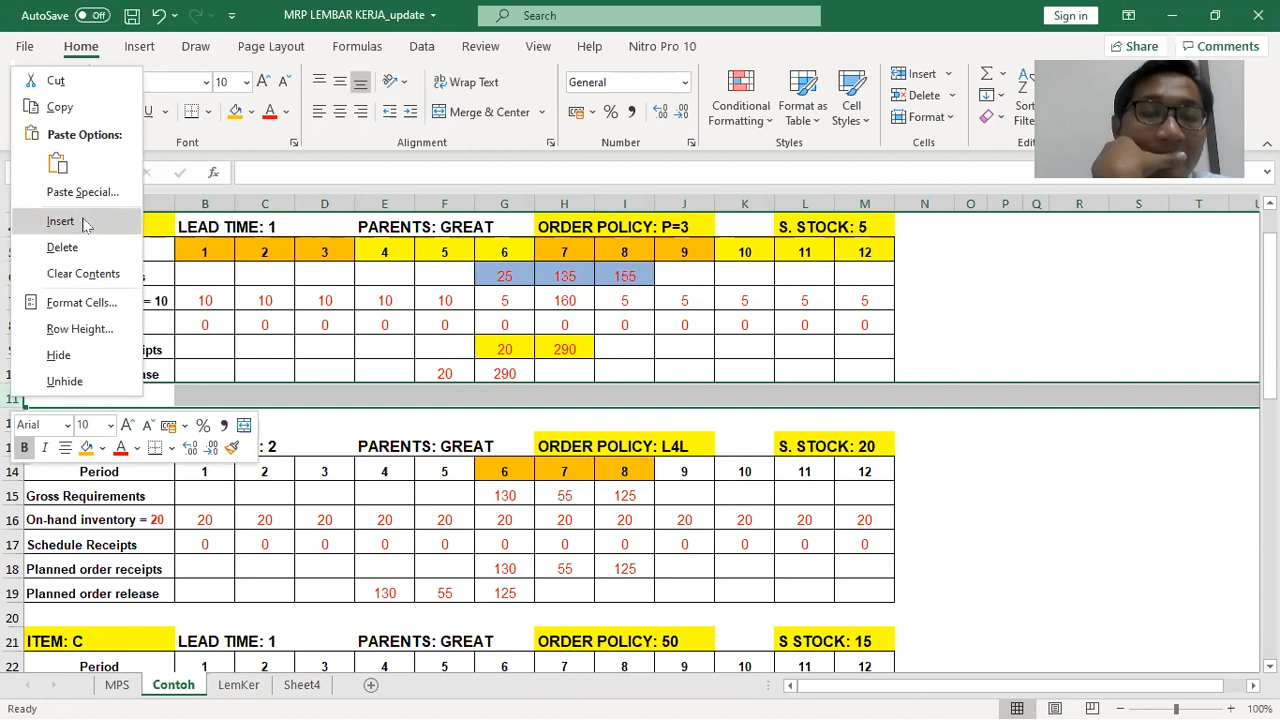 AutoSave Off MRP LEMBAR KERJA_update Search Sign in
File Home Insert Draw Page Layout Formulas Data Review View Help Nitro Pro 10 Share Comments
Cut
Copy
Paste Options:
Paste Special...
Insert
Delete
Clear Contents
Format Cells...
Row Height...
Hide
Unhide
10 Wrap Text General Insert
Merge & Center Conditional Formatting Format as Table Cell Styles Delete Format
Font Alignment Number Cells
B C D E F G H I J K L M N O P Q R S T
LEAD TIME: 1 PARENTS: GREAT ORDER POLICY: P=3 S. STOCK: 5
1 2 3 4 5 6 7 8 9 10 11 12
25 135 155
= 10 10 10 10 10 10 5 160 5 5 5 5 5
0 0 0 0 0 0 0 0 0 0 0 0
20 290
20 290
11
Arial 10
B I A
2 PARENTS: GREAT ORDER POLICY: L4L S. STOCK: 20
14 Period 1 2 3 4 5 6 7 8 9 10 11 12
15 Gross Requirements 130 55 125
16 On-hand inventory = 20 20 20 20 20 20 20 20 20 20 20 20 20
17 Schedule Receipts 0 0 0 0 0 0 0 0 0 0 0 0
18 Planned order receipts 130 55 125
19 Planned order release 130 55 125
20
21 ITEM: C LEAD TIME: 1 PARENTS: GREAT ORDER POLICY: 50 S STOCK: 15
22 Period 1 2 3 4 5 6 7 8 9 10 11 12
MPS Contoh LemKer Sheet4
Ready 100%